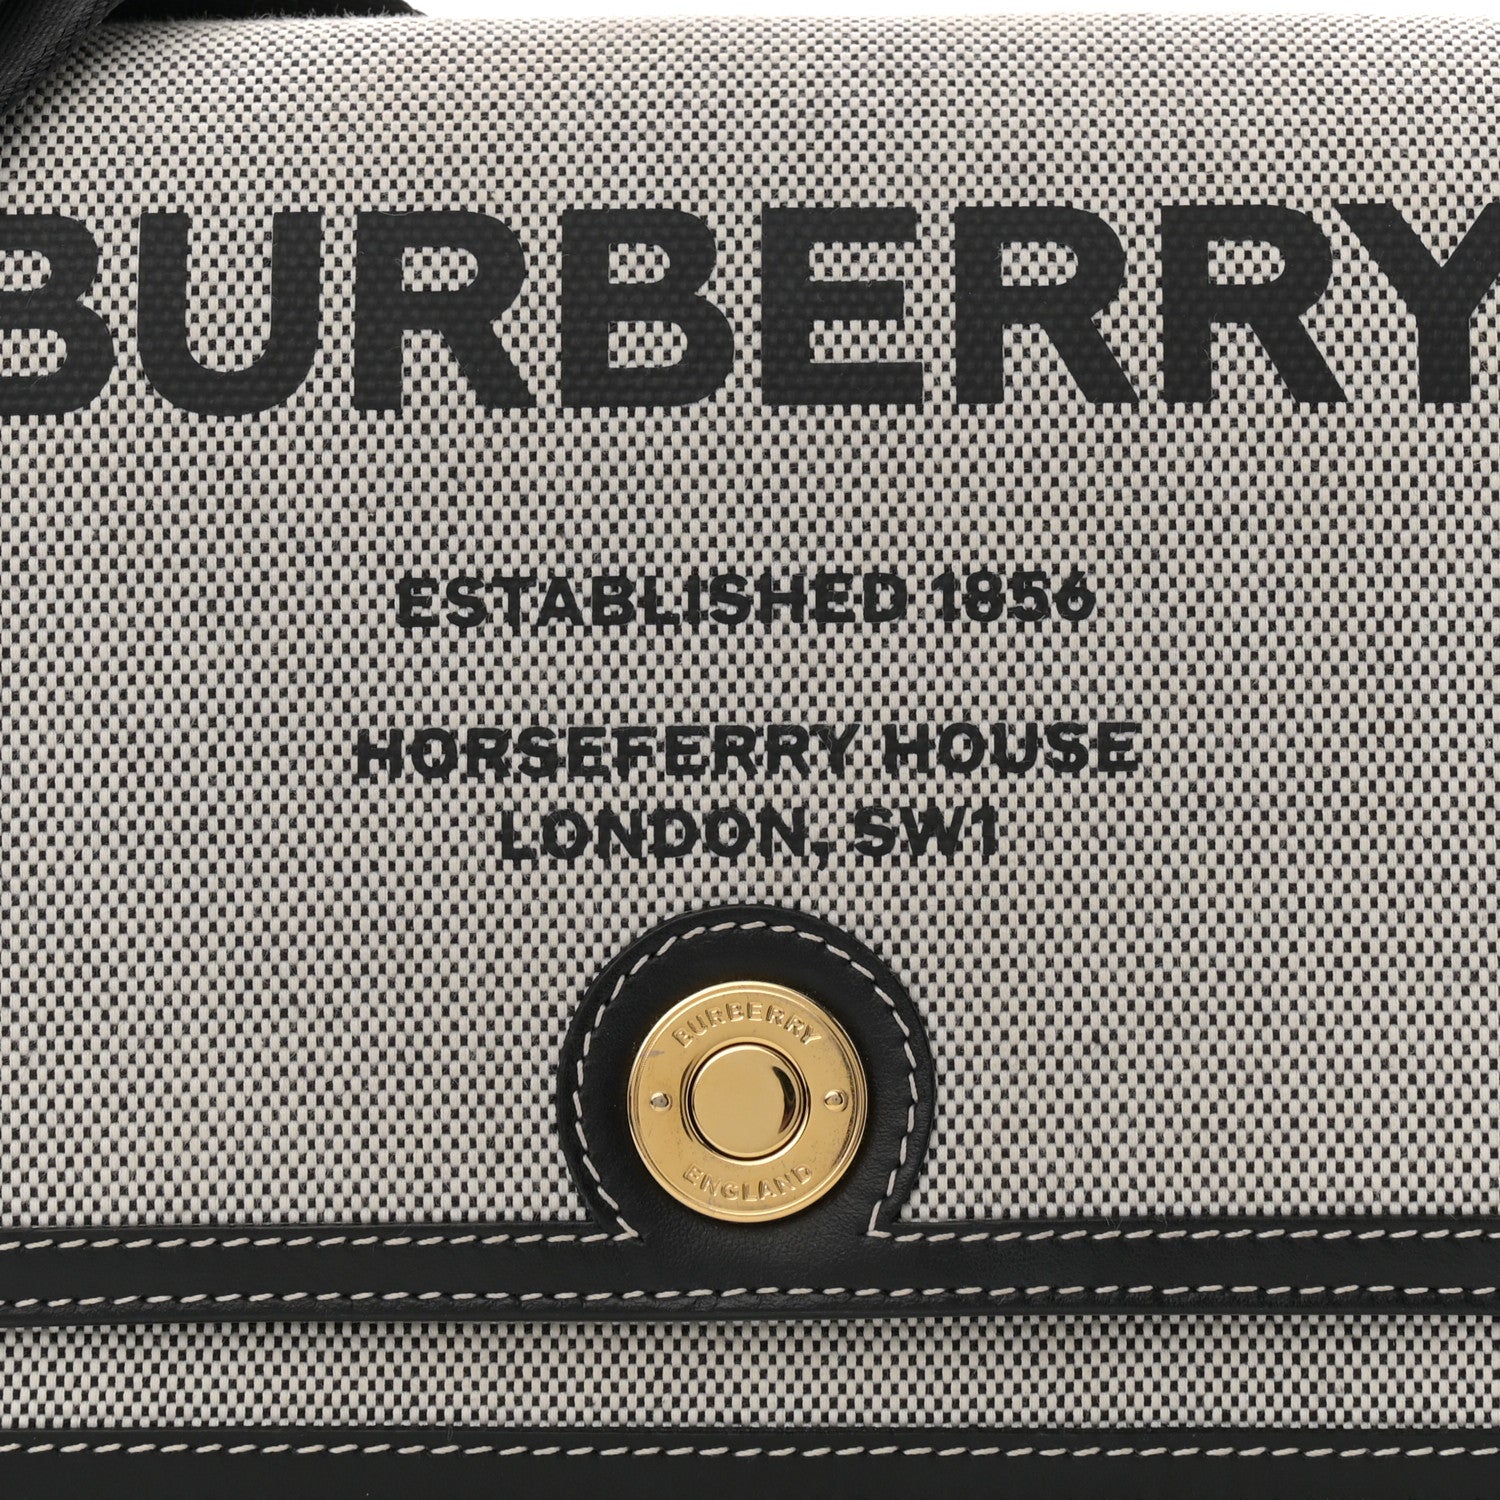 BURBERRY
ESTABLISHED 1856
HORSEFERRY HOUSE
LONDON, SW1
BURBERRY
ENGLAND